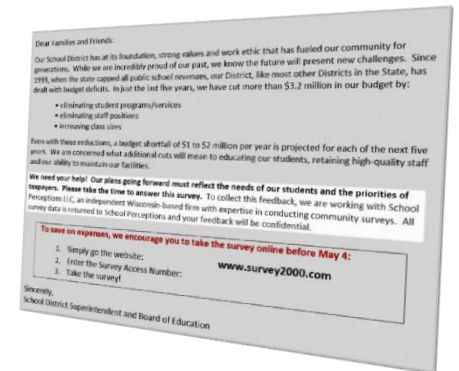 Dear Families and Friends:
Our School District has at its foundation, strong values and work ethic that has fueled our community for
generations. While we are incredibly proud of our past, we know the future will present new challenges. Since
1993, when the state capped all public school revenues, our District, like most other Districts in the State, has
dealt with budget deficits. In just the last five years, we have cut more than $3.2 million in our budget by:
• eliminating student programs/services
• eliminating staff positions
• increasing class sizes
Even with these reductions, a budget shortfall of $1 to $2 million per year is projected for each of the next five
years. We are concerned what additional cuts will mean to educating our students, retaining high-quality staff
and our ability to maintain our facilities.
We need your help! Our plans going forward must reflect the needs of our students and the priorities of
taxpayers. Please take the time to answer this survey. To collect this feedback, we are working with School
Perceptions LLC, an independent Wisconsin-based firm with expertise in conducting community surveys. All
survey data is returned to School Perceptions and your feedback will be confidential.
To save on expenses, we encourage you to take the survey online before May 4:
1. Simply go the website: www.survey2000.com
2. Enter the Survey Access Number:
3. Take the survey!
Sincerely,
School District Superintendent and Board of Education